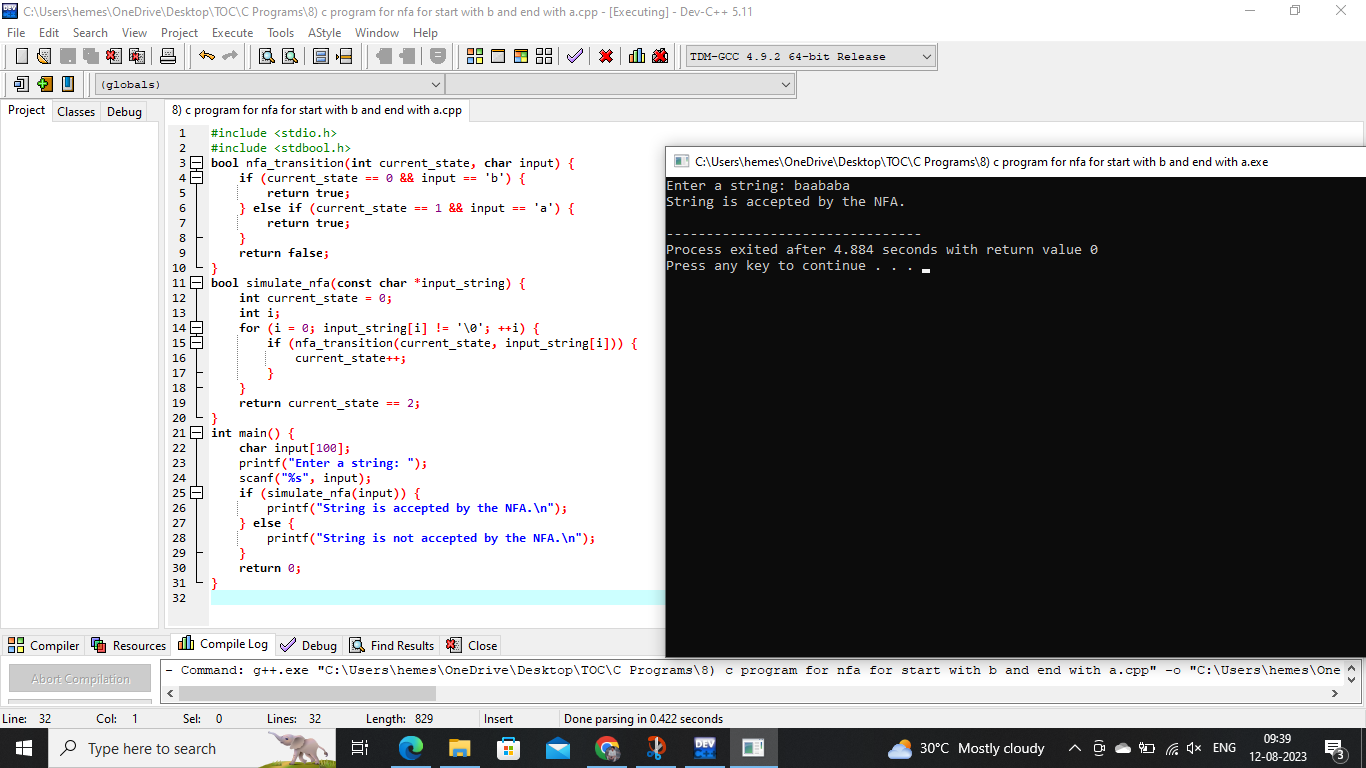 C:\Users\hemes\OneDrive\Desktop\TOC\C Programs\8) c program for nfa for start with b and end with a.cpp - [Executing] - Dev-C++ 5.11
File Edit Search View Project Execute Tools AStyle Window Help
TDM-GCC 4.9.2 64-bit Release
(globals)
Project Classes Debug
8) c program for nfa for start with b and end with a.cpp
1 #include <stdio.h>
2 #include <stdbool.h>
3 bool nfa_transition(int current_state, char input) {
4     if (current_state == 0 && input == 'b') {
5         return true;
6     } else if (current_state == 1 && input == 'a') {
7         return true;
8     }
9     return false;
10 }
11 bool simulate_nfa(const char *input_string) {
12     int current_state = 0;
13     int i;
14     for (i = 0; input_string[i] != '\0'; ++i) {
15         if (nfa_transition(current_state, input_string[i])) {
16             current_state++;
17         }
18     }
19     return current_state == 2;
20 }
21 int main() {
22     char input[100];
23     printf("Enter a string: ");
24     scanf("%s", input);
25     if (simulate_nfa(input)) {
26         printf("String is accepted by the NFA.\n");
27     } else {
28         printf("String is not accepted by the NFA.\n");
29     }
30     return 0;
31 }
32
C:\Users\hemes\OneDrive\Desktop\TOC\C Programs\8) c program for nfa for start with b and end with a.exe
Enter a string: baababa
String is accepted by the NFA.
--------------------------------
Process exited after 4.884 seconds with return value 0
Press any key to continue . . .
Compiler Resources Compile Log Debug Find Results Close
Abort Compilation
- Command: g++.exe "C:\Users\hemes\OneDrive\Desktop\TOC\C Programs\8) c program for nfa for start with b and end with a.cpp" -o "C:\Users\hemes\One
Line: 32 Col: 1 Sel: 0 Lines: 32 Length: 829 Insert Done parsing in 0.422 seconds
Type here to search
DEV
30°C Mostly cloudy
ENG
09:39
12-08-2023
3